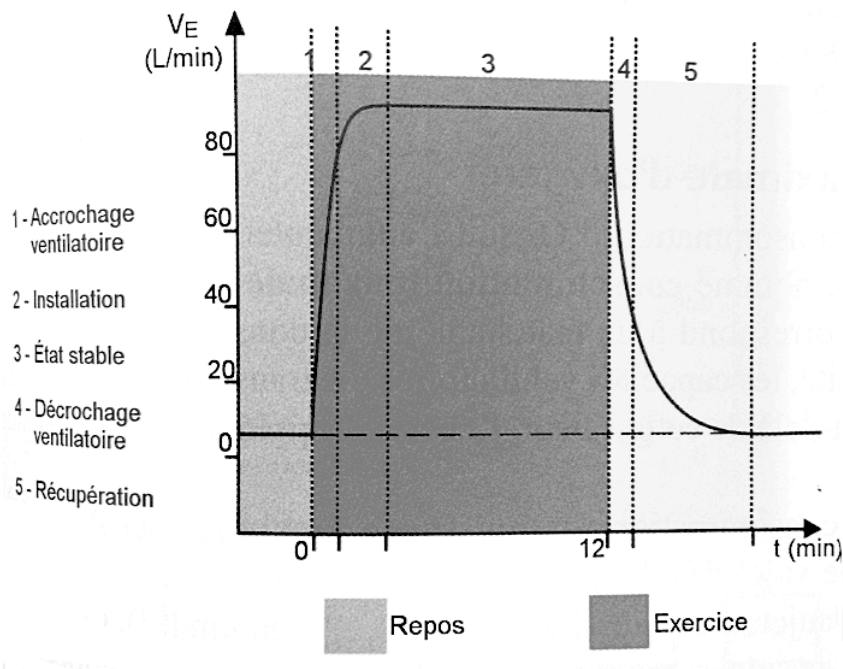 V_E
(L/min)
1
2
3
4
5
80
60
40
20
0
1 - Accrochage
ventilatoire
2 - Installation
3 - État stable
4 - Décrochage
ventilatoire
5 - Récupération
0
12
t (min)
Repos
Exercice